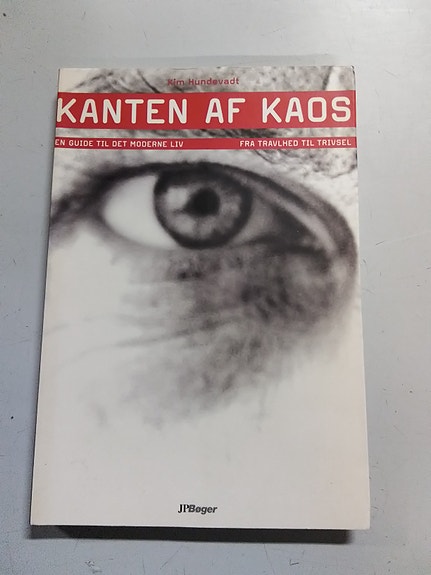 Kim Hundevadt
KANTEN AF KAOS
EN GUIDE TIL DET MODERNE LIV FRA TRAVLHED TIL TRIVSEL
JPBøger